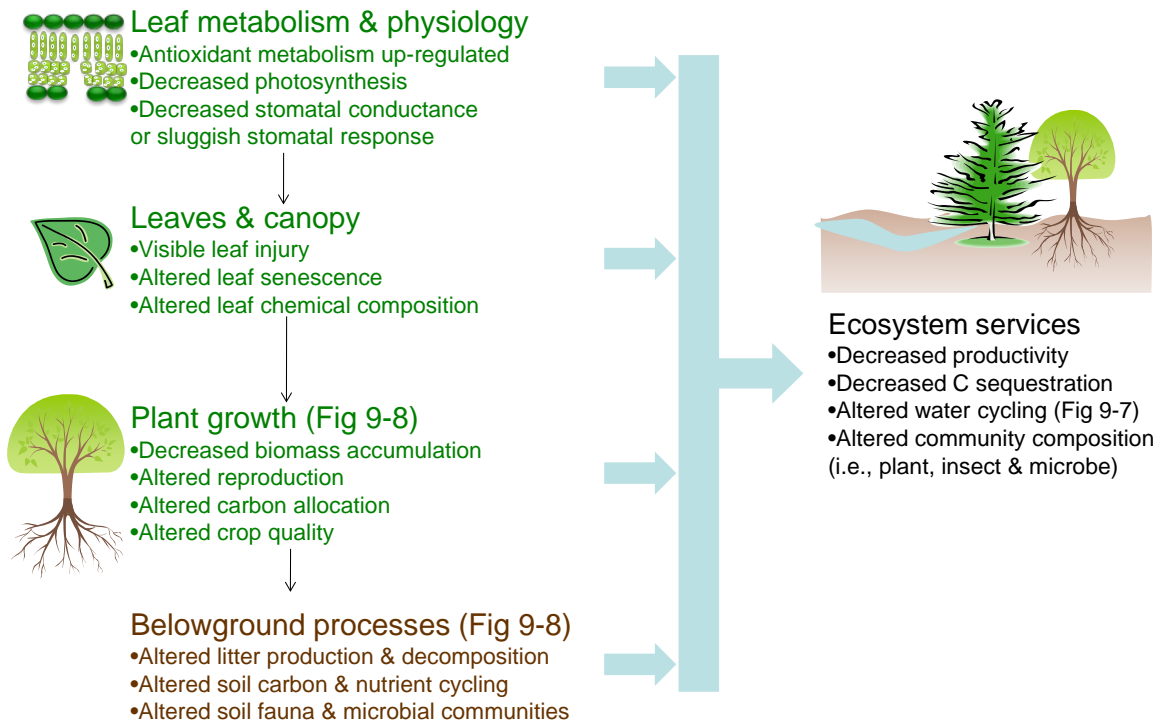 Leaf metabolism & physiology
•Antioxidant metabolism up-regulated
•Decreased photosynthesis
•Decreased stomatal conductance
or sluggish stomatal response
Leaves & canopy
•Visible leaf injury
•Altered leaf senescence
•Altered leaf chemical composition
Plant growth (Fig 9-8)
•Decreased biomass accumulation
•Altered reproduction
•Altered carbon allocation
•Altered crop quality
Belowground processes (Fig 9-8)
•Altered litter production & decomposition
•Altered soil carbon & nutrient cycling
•Altered soil fauna & microbial communities
Ecosystem services
•Decreased productivity
•Decreased C sequestration
•Altered water cycling (Fig 9-7)
•Altered community composition
(i.e., plant, insect & microbe)